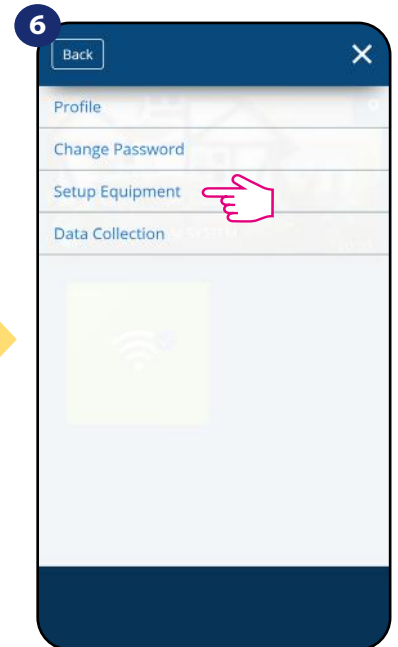 6
Back
Profile
Change Password
Setup Equipment
Data Collection